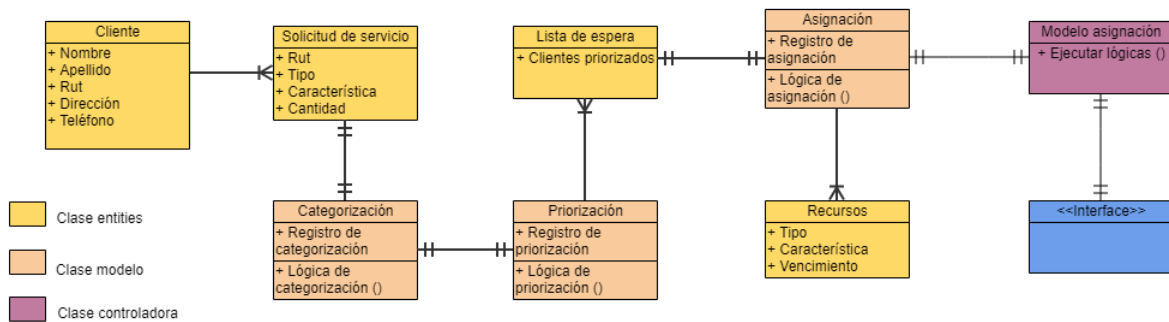 Cliente
+ Nombre
+ Apellido
+ Rut
+ Dirección
+ Teléfono
Solicitud de servicio
+ Rut
+ Tipo
+ Característica
+ Cantidad
Lista de espera
+ Clientes priorizados
Asignación
+ Registro de
asignación
+ Lógica de
asignación ()
Modelo asignación
+ Ejecutar lógicas ()
Categorización
+ Registro de
categorización
+ Lógica de
categorización ()
Priorización
+ Registro de
priorización
+ Lógica de
priorización ()
Recursos
+ Tipo
+ Característica
+ Vencimiento
<<Interface>>
Clase entities
Clase modelo
Clase controladora